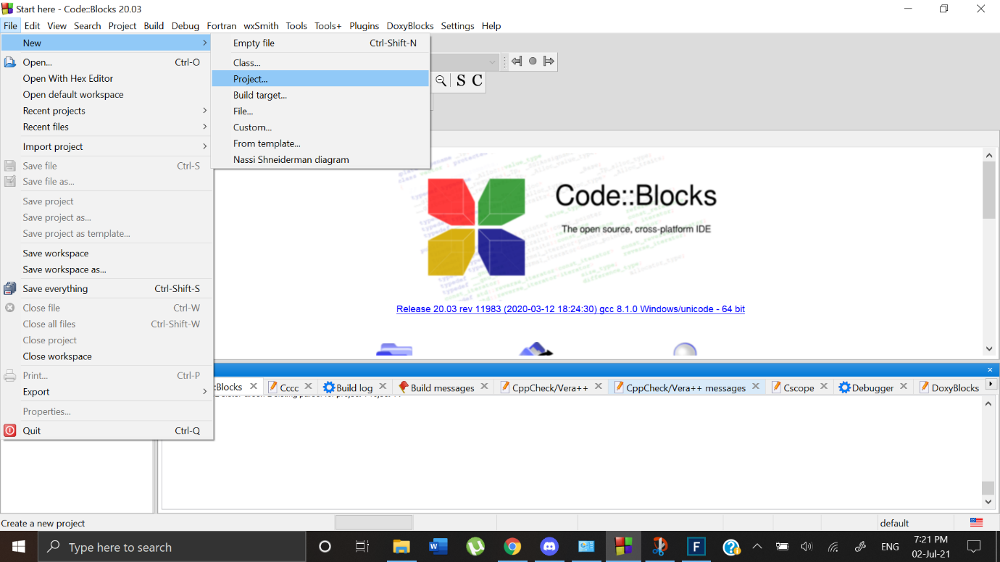 Start here - Code::Blocks 20.03
File Edit View Search Project Build Debug Fortran wxSmith Tools Tools+ Plugins DoxyBlocks Settings Help
New
Open... Ctrl-O
Open With Hex Editor
Open default workspace
Recent projects
Recent files
Import project
Save file Ctrl-S
Save file as...
Save project
Save project as...
Save project as template...
Save workspace
Save workspace as...
Save everything Ctrl-Shift-S
Close file Ctrl-W
Close all files Ctrl-Shift-W
Close project
Close workspace
Print... Ctrl-P
Export
Properties...
Quit Ctrl-Q
Empty file Ctrl-Shift-N
Class...
Project...
Build target...
File...
Custom...
From template...
Nassi Shneiderman diagram
S C
Code::Blocks
The open source, cross-platform IDE
Release 20.03 rev 11983 (2020-03-12 18:24:30) gcc 8.1.0 Windows/unicode - 64 bit
::Blocks Cccc Build log Build messages CppCheck/Vera++ CppCheck/Vera++ messages Cscope Debugger DoxyBlocks
Create a new project default
Type here to search
W
F
ENG
7:21 PM
02-Jul-21